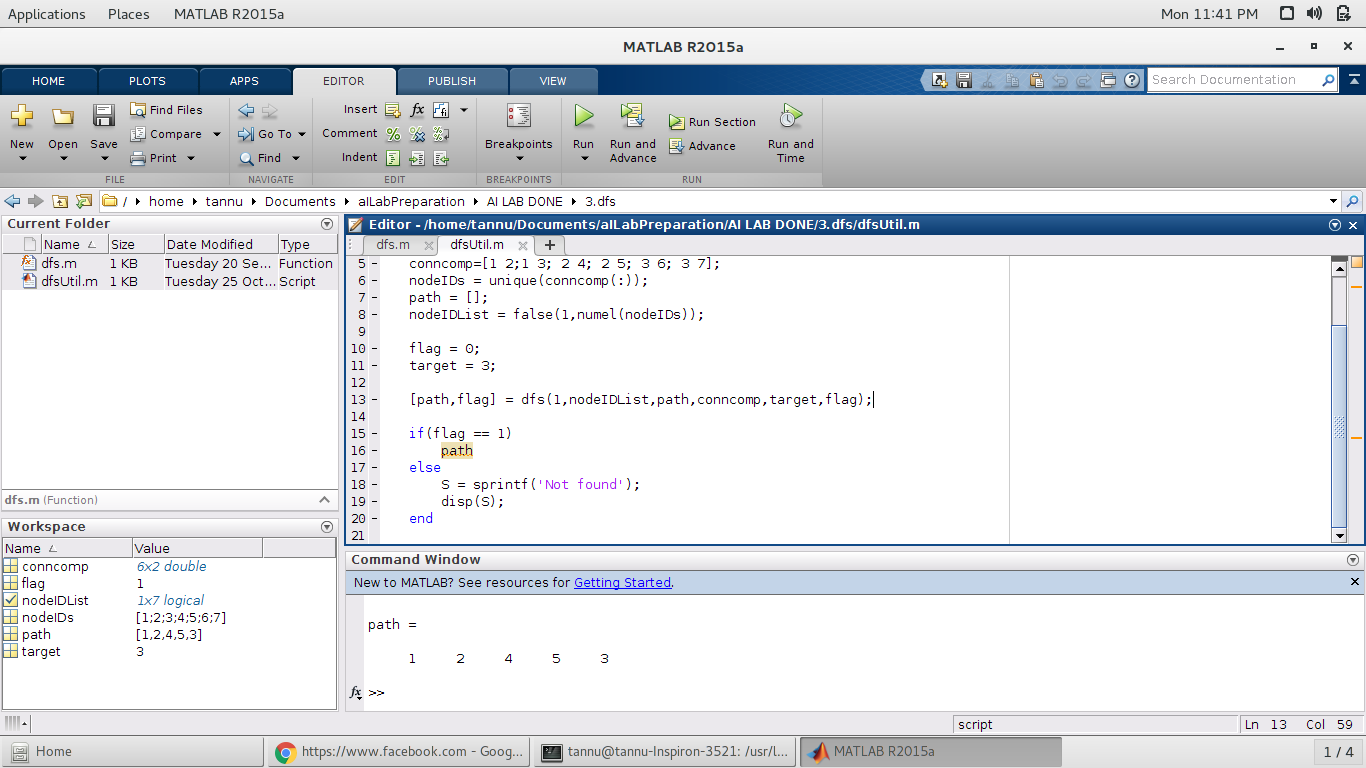 Applications Places MATLAB R2015a Mon 11:41 PM
MATLAB R2015a
HOME PLOTS APPS EDITOR PUBLISH VIEW Search Documentation
New Open Save Find Files Compare Print
FILE
Go To Find
NAVIGATE
Insert fx
Comment % %
Indent
EDIT
Breakpoints
BREAKPOINTS
Run Run and Advance Run Section Advance Run and Time
RUN
/ home tannu Documents aILabPreparation AI LAB DONE 3.dfs
Current Folder
Name Size Date Modified Type
dfs.m 1 KB Tuesday 20 Se... Function
dfsUtil.m 1 KB Tuesday 25 Oct... Script
dfs.m (Function)
Workspace
Name Value
conncomp 6x2 double
flag 1
nodeIDList 1x7 logical
nodeIDs [1;2;3;4;5;6;7]
path [1,2,4,5,3]
target 3
Editor - /home/tannu/Documents/aILabPreparation/AI LAB DONE/3.dfs/dfsUtil.m
dfs.m dfsUtil.m +
5 - conncomp=[1 2;1 3; 2 4; 2 5; 3 6; 3 7];
6 - nodeIDs = unique(conncomp(:));
7 - path = [];
8 - nodeIDList = false(1,numel(nodeIDs));
9
10 - flag = 0;
11 - target = 3;
12
13 - [path,flag] = dfs(1,nodeIDList,path,conncomp,target,flag);
14
15 - if(flag == 1)
16 - path
17 - else
18 - S = sprintf('Not found');
19 - disp(S);
20 - end
21
Command Window
New to MATLAB? See resources for Getting Started.
path =
1 2 4 5 3
fx >>
script Ln 13 Col 59
Home https://www.facebook.com - Goog... tannu@tannu-Inspiron-3521: /usr/l... MATLAB R2015a 1 / 4